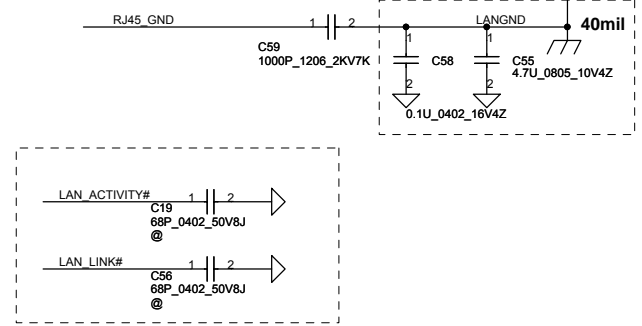 RJ45_GND 1 2 LANGND 40mil
C59
1000P_1206_2KV7K
1 C58 2
0.1U_0402_16V4Z
1 C55 2
4.7U_0805_10V4Z
LAN_ACTIVITY# 1 2
C19
68P_0402_50V8J
@
LAN_LINK# 1 2
C56
68P_0402_50V8J
@